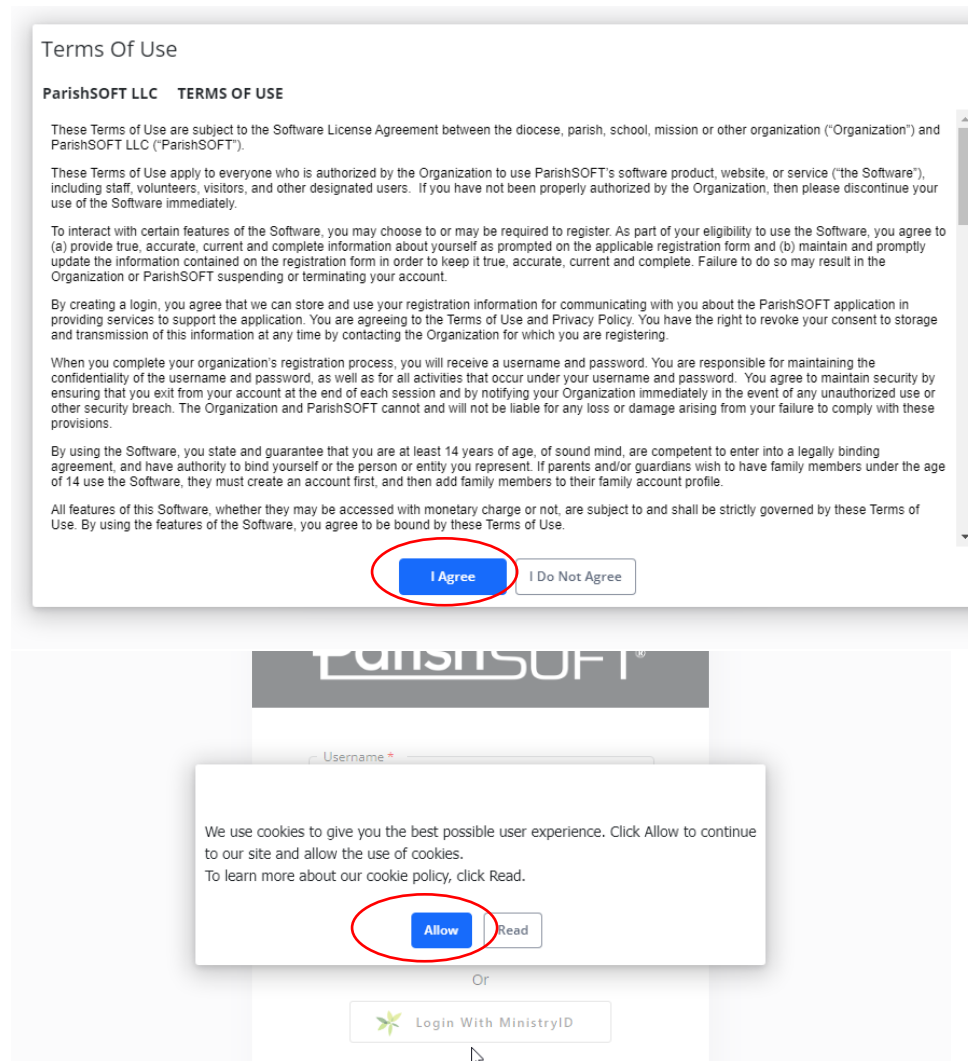 Terms Of Use
ParishSOFT LLC TERMS OF USE
These Terms of Use are subject to the Software License Agreement between the diocese, parish, school, mission or other organization (“Organization”) and
ParishSOFT LLC (“ParishSOFT”).
These Terms of Use apply to everyone who is authorized by the Organization to use ParishSOFT’s software product, website, or service (“the Software”),
including staff, volunteers, visitors, and other designated users. If you have not been properly authorized by the Organization, then please discontinue your
use of the Software immediately.
To interact with certain features of the Software, you may choose to or may be required to register. As part of your eligibility to use the Software, you agree to
(a) provide true, accurate, current and complete information about yourself as prompted on the applicable registration form and (b) maintain and promptly
update the information contained on the registration form in order to keep it true, accurate, current and complete. Failure to do so may result in the
Organization or ParishSOFT suspending or terminating your account.
By creating a login, you agree that we can store and use your registration information for communicating with you about the ParishSOFT application in
providing services to support the application. You are agreeing to the Terms of Use and Privacy Policy. You have the right to revoke your consent to storage
and transmission of this information at any time by contacting the Organization for which you are registering.
When you complete your organization’s registration process, you will receive a username and password. You are responsible for maintaining the
confidentiality of the username and password, as well as for all activities that occur under your username and password. You agree to maintain security by
ensuring that you exit from your account at the end of each session and by notifying your Organization immediately in the event of any unauthorized use or
other security breach. The Organization and ParishSOFT cannot and will not be liable for any loss or damage arising from your failure to comply with these
provisions.
By using the Software, you state and guarantee that you are at least 14 years of age, of sound mind, are competent to enter into a legally binding
agreement, and have authority to bind yourself or the person or entity you represent. If parents and/or guardians wish to have family members under the age
of 14 use the Software, they must create an account first, and then add family members to their family account profile.
All features of this Software, whether they may be accessed with monetary charge or not, are subject to and shall be strictly governed by these Terms of
Use. By using the features of the Software, you agree to be bound by these Terms of Use.
I Agree I Do Not Agree
ParishSOFT®
Username *
We use cookies to give you the best possible user experience. Click Allow to continue
to our site and allow the use of cookies.
To learn more about our cookie policy, click Read.
Allow Read
Or
Login With MinistryID